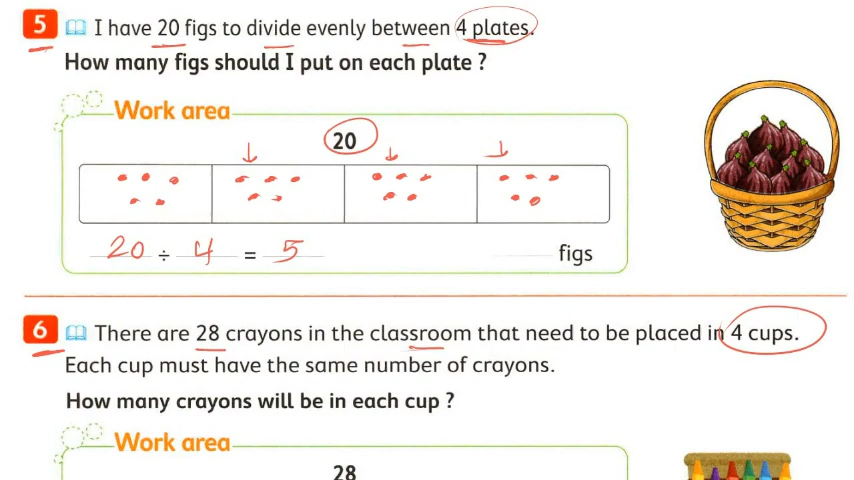 5 I have 20 figs to divide evenly between 4 plates.
How many figs should I put on each plate ?
Work area
20
20 ÷ 4 = 5 figs
6 There are 28 crayons in the classroom that need to be placed in 4 cups.
Each cup must have the same number of crayons.
How many crayons will be in each cup ?
Work area
28